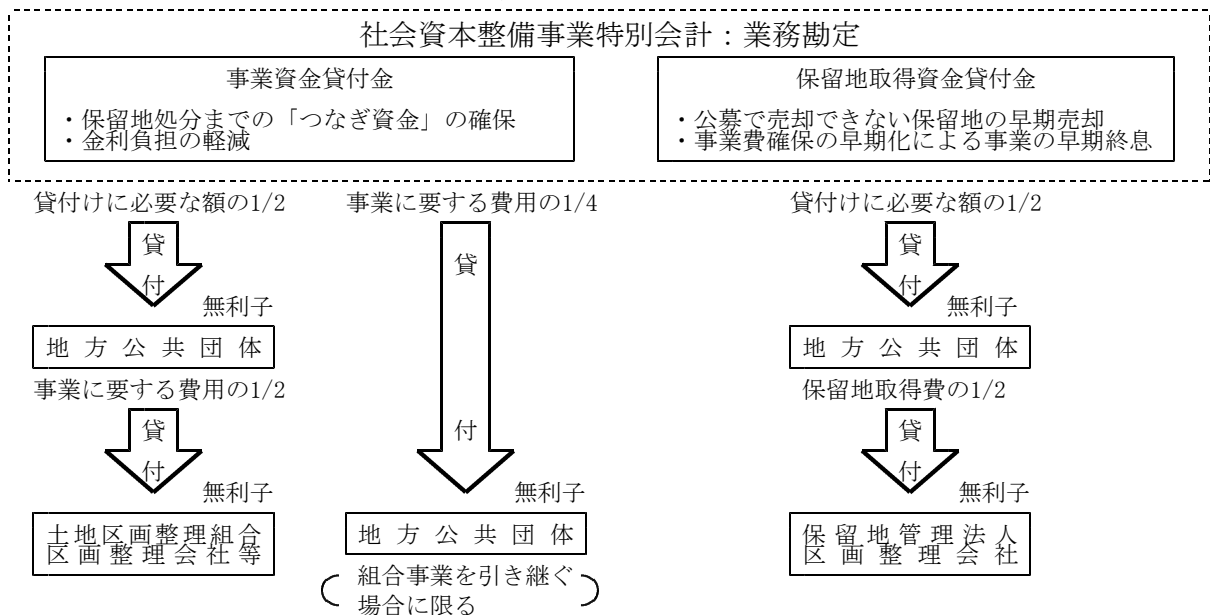 社会資本整備事業特別会計：業務勘定
事業資金貸付金
・保留地処分までの「つなぎ資金」の確保
・金利負担の軽減
保留地取得資金貸付金
・公募で売却できない保留地の早期売却
・事業費確保の早期化による事業の早期終息
貸付けに必要な額の1/2
貸
付
無利子
地方公共団体
事業に要する費用の1/2
貸
付
無利子
土地区画整理組合
区画整理会社等
事業に要する費用の1/4
貸
付
無利子
地方公共団体
組合事業を引き継ぐ
場合に限る
貸付けに必要な額の1/2
貸
付
無利子
地方公共団体
保留地取得費の1/2
貸
付
無利子
保留地管理法人
区画整理会社